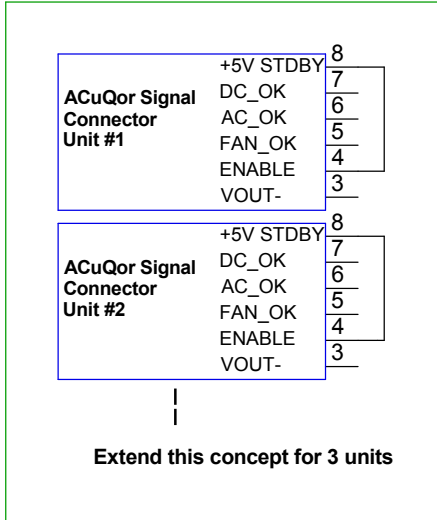 +5V STDBY 8
DC_OK 7
ACuQor Signal
Connector
Unit #1
AC_OK 6
FAN_OK 5
ENABLE 4
VOUT- 3
+5V STDBY 8
DC_OK 7
ACuQor Signal
Connector
Unit #2
AC_OK 6
FAN_OK 5
ENABLE 4
VOUT- 3
Extend this concept for 3 units